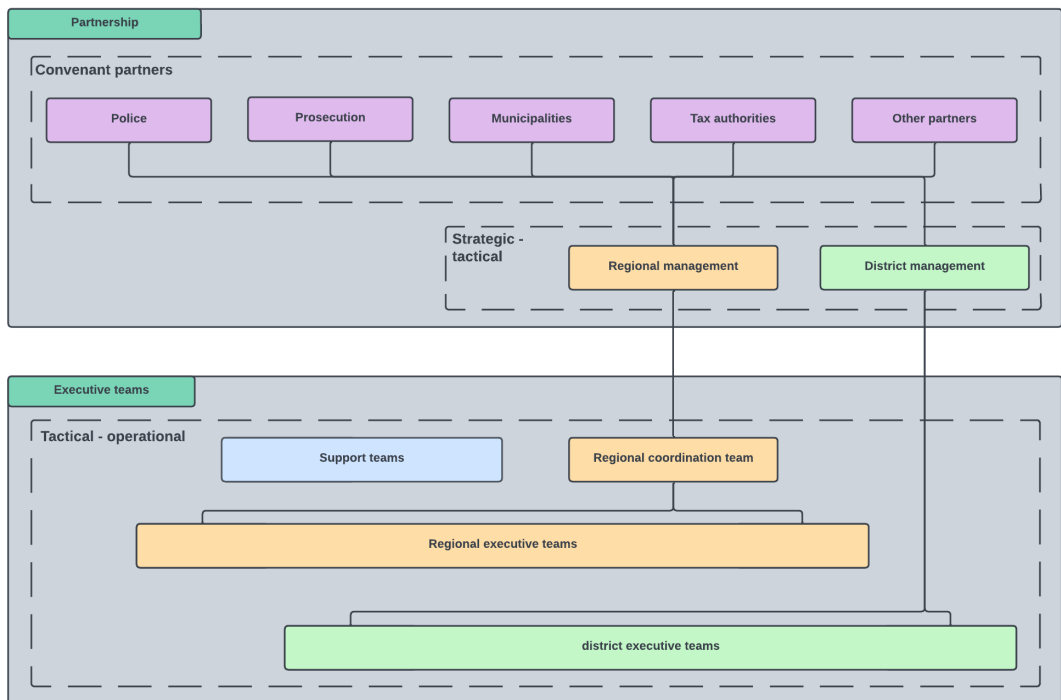 Partnership
Convenant partners
Police
Prosecution
Municipalities
Tax authorities
Other partners
Strategic -
tactical
Regional management
District management
Executive teams
Tactical - operational
Support teams
Regional coordination team
Regional executive teams
district executive teams